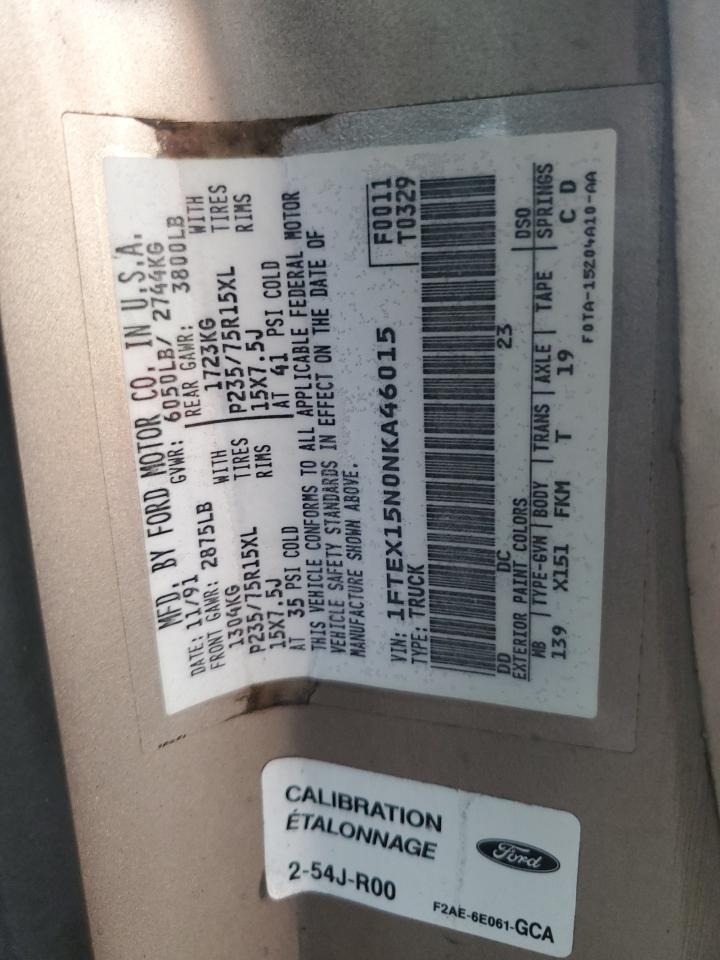 MFD. BY FORD MOTOR CO. IN U.S.A.
DATE: 11/91 GVWR: 6050LB/ 2744KG
FRONT GAWR: 2875LB REAR GAWR: 3800LB
1304KG WITH 1723KG WITH
P235/75R15XL TIRES P235/75R15XL TIRES
15X7.5J RIMS 15X7.5J RIMS
AT 35 PSI COLD AT 41 PSI COLD
THIS VEHICLE CONFORMS TO ALL APPLICABLE FEDERAL MOTOR
VEHICLE SAFETY STANDARDS IN EFFECT ON THE DATE OF
MANUFACTURE SHOWN ABOVE.
F0011
VIN: 1FTEX15N0NKA46015 T0329
TYPE: TRUCK
DD DC 23
EXTERIOR PAINT COLORS DSO
WB TYPE-GVN BODY TRANS AXLE TAPE SPRINGS
139 X151 FKM T 19 C D
F0TA-15204A10-AA
CALIBRATION
ÉTALONNAGE
2-54J-R00
Ford
F2AE-6E061-GCA